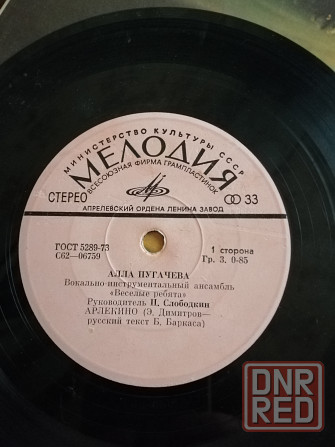 МИНИСТЕРСТВО КУЛЬТУРЫ СССР
МЕЛОДИЯ
ВСЕСОЮЗНАЯ ФИРМА ГРАМПЛАСТИНОК
СТЕРЕО
33
АПРЕЛЕВСКИЙ ОРДЕНА ЛЕНИНА ЗАВОД
ГОСТ 5289-73
С62—06759
1 сторона
Гр. 3, 0-85
АЛЛА ПУГАЧЕВА
Вокально-инструментальный ансамбль
«Веселые ребята»
Руководитель П. Слободкин
АРЛЕКИНО (Э. Димитров—
русский текст Б. Баркаса)
DNR
RED